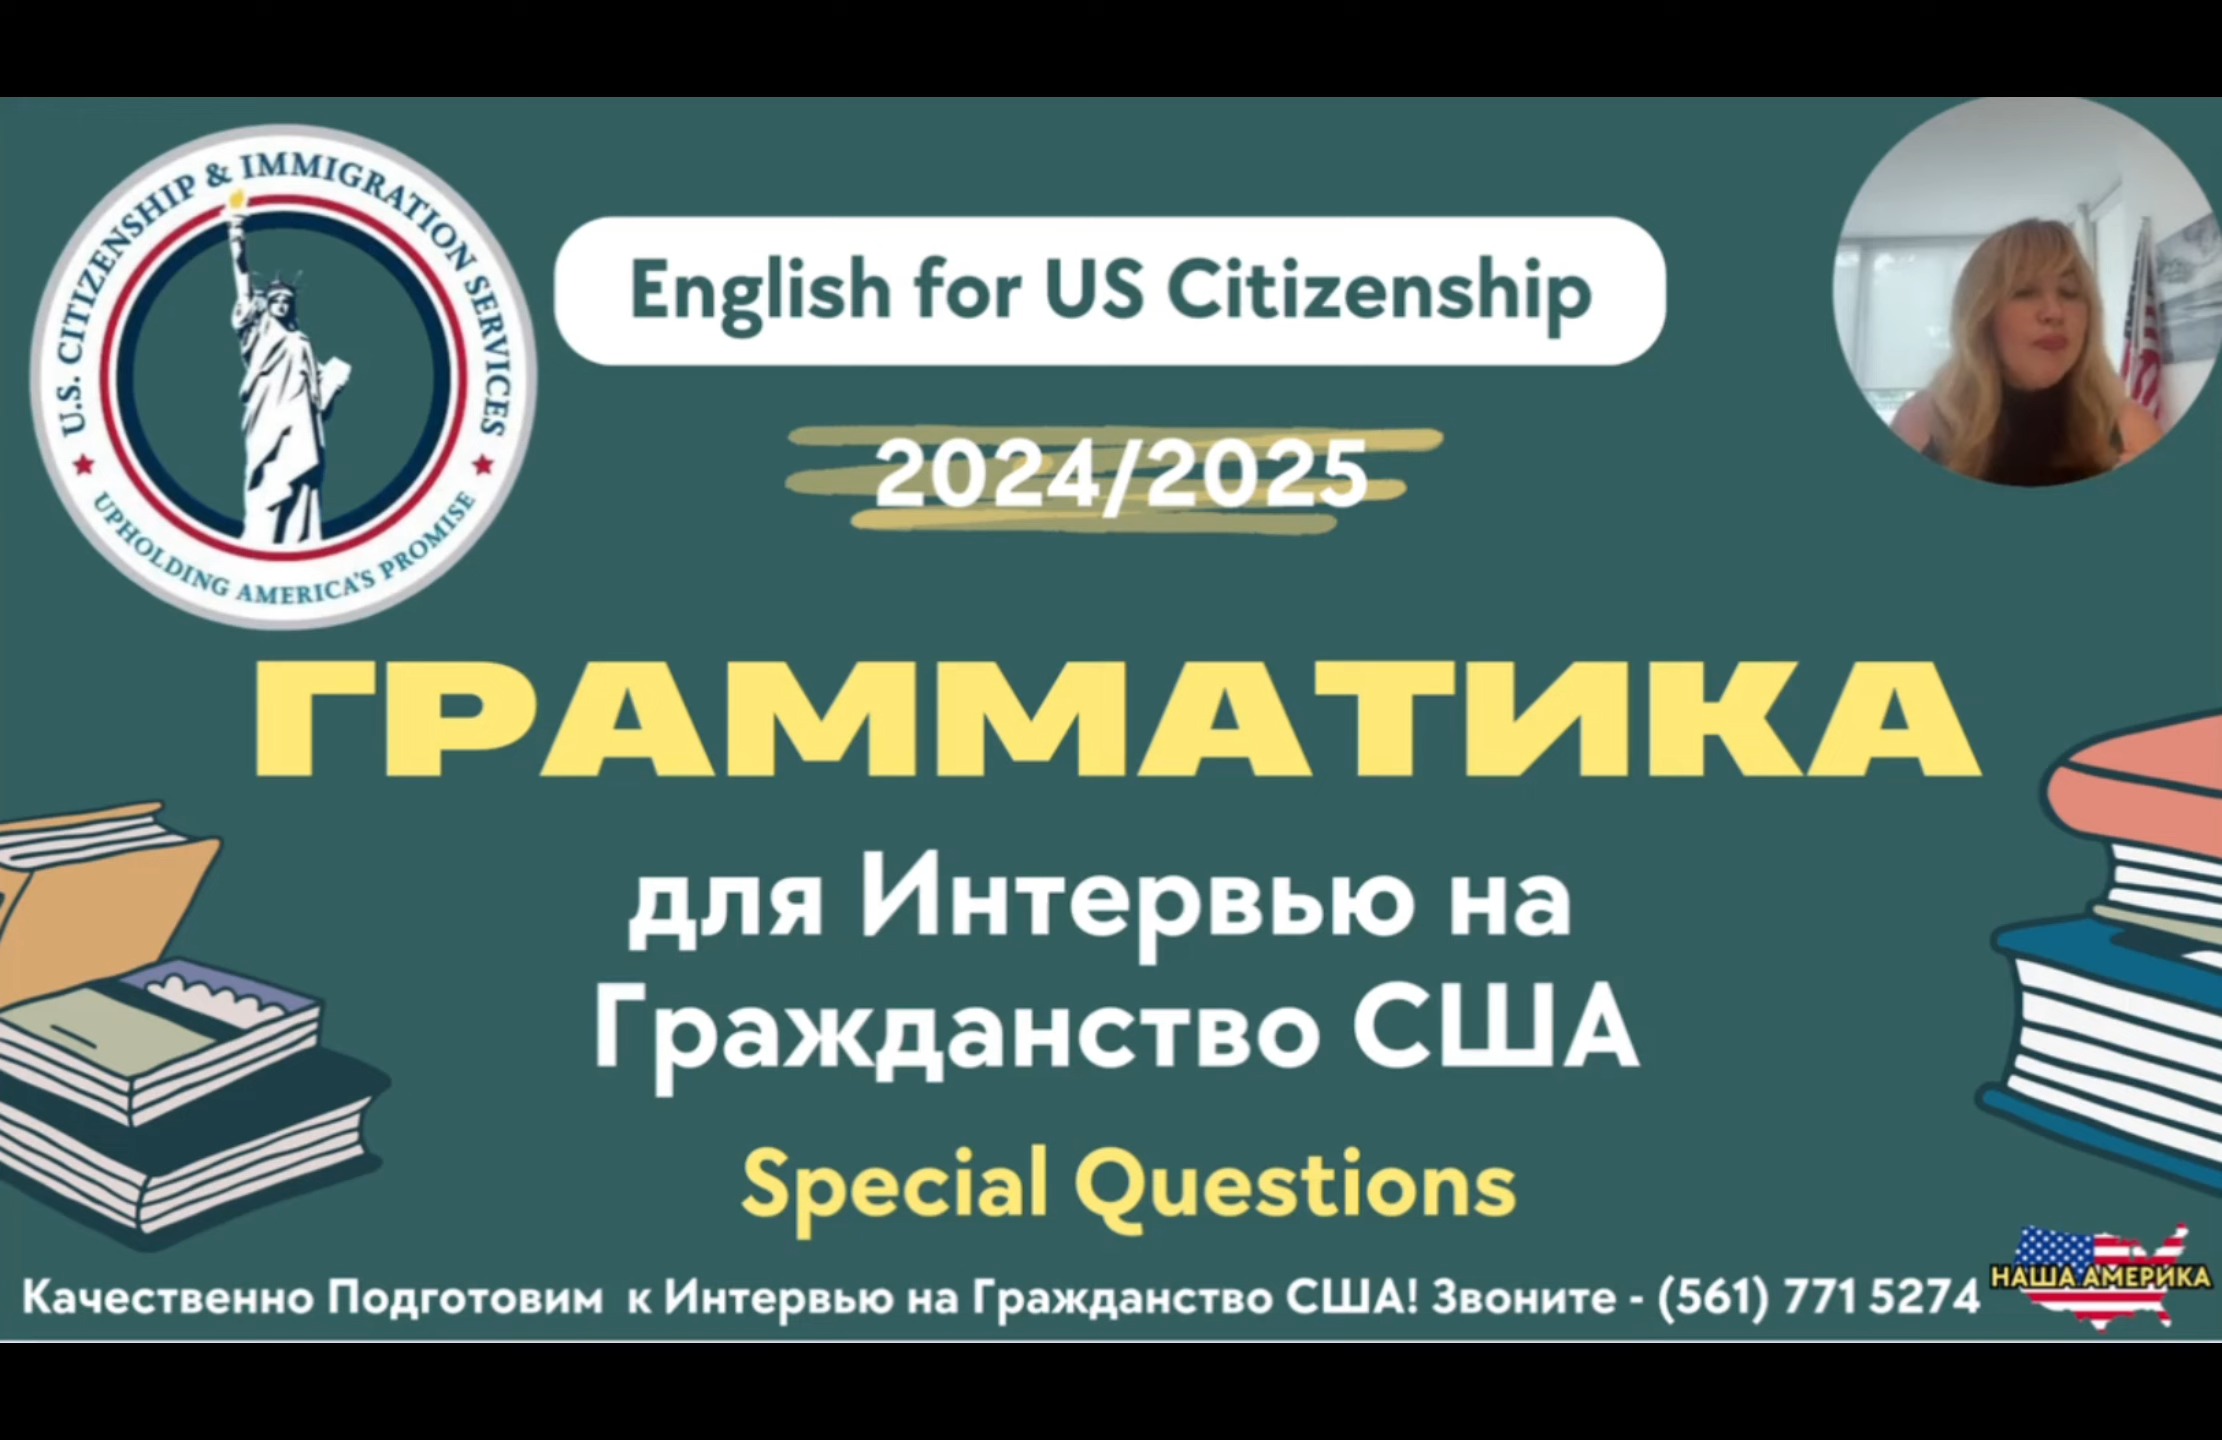 U.S. CITIZENSHIP & IMMIGRATION SERVICES
UPHOLDING AMERICA'S PROMISE
English for US Citizenship
2024/2025
ГРАММАТИКА
для Интервью на
Гражданство США
Special Questions
Качественно Подготовим к Интервью на Гражданство США! Звоните - (561) 771 5274
НАША АМЕРИКА